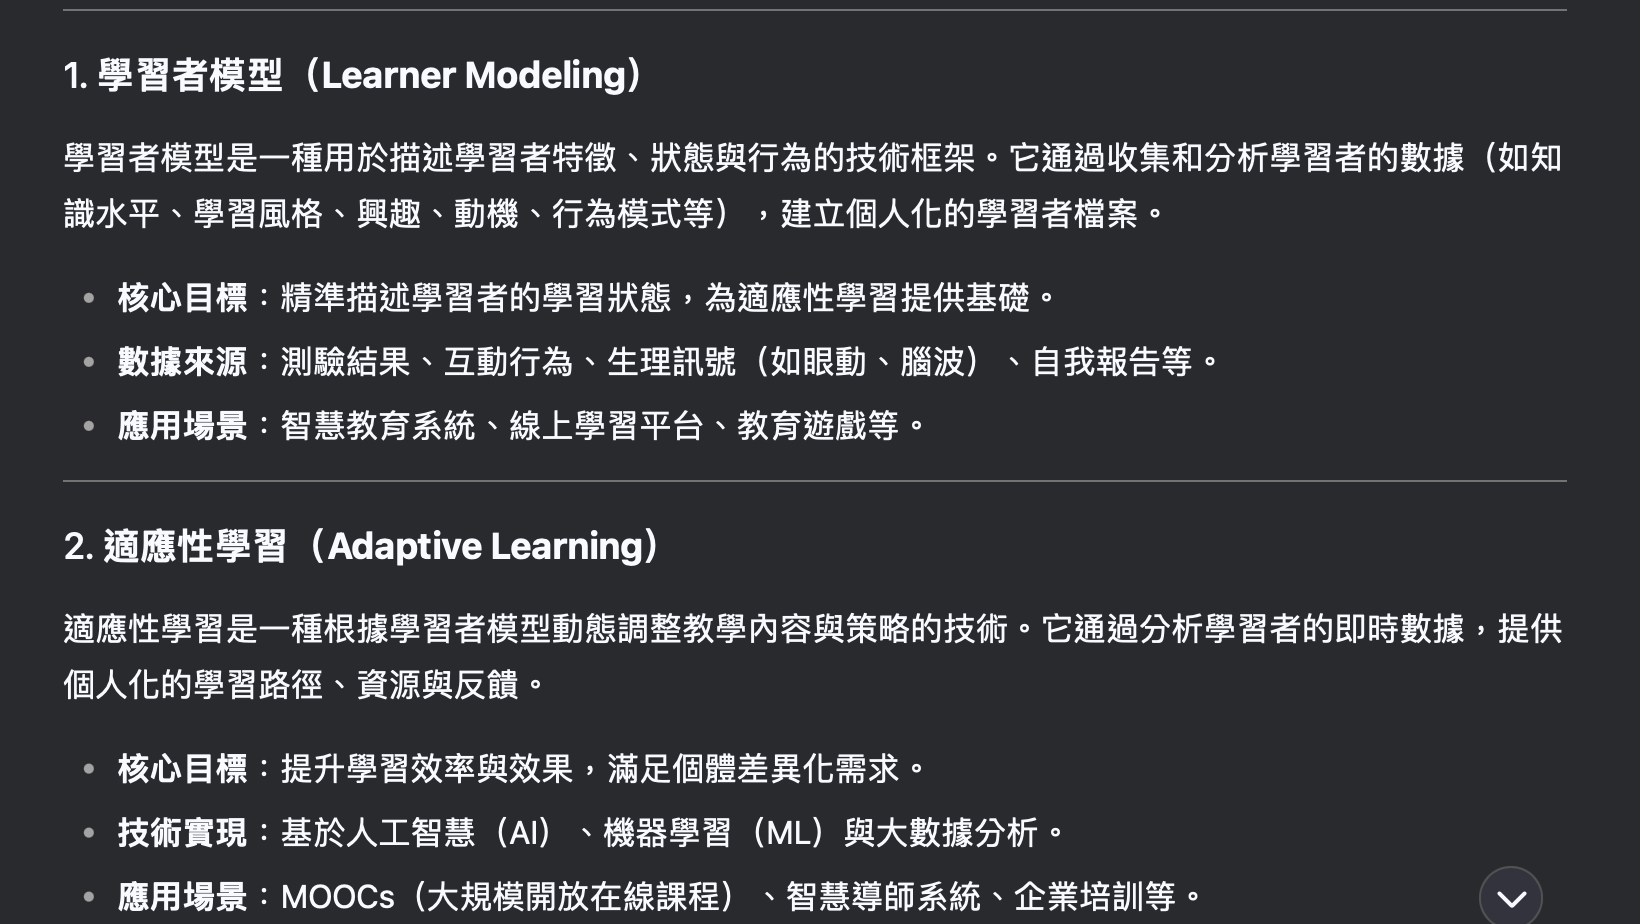 1. 學習者模型（Learner Modeling）
學習者模型是一種用於描述學習者特徵、狀態與行為的技術框架。它通過收集和分析學習者的數據（如知
識水平、學習風格、興趣、動機、行為模式等），建立個人化的學習者檔案。
• 核心目標：精準描述學習者的學習狀態，為適應性學習提供基礎。
• 數據來源：測驗結果、互動行為、生理訊號（如眼動、腦波）、自我報告等。
• 應用場景：智慧教育系統、線上學習平台、教育遊戲等。
2. 適應性學習（Adaptive Learning）
適應性學習是一種根據學習者模型動態調整教學內容與策略的技術。它通過分析學習者的即時數據，提供
個人化的學習路徑、資源與反饋。
• 核心目標：提升學習效率與效果，滿足個體差異化需求。
• 技術實現：基於人工智慧（AI）、機器學習（ML）與大數據分析。
• 應用場景：MOOCs（大規模開放在線課程）、智慧導師系統、企業培訓等。